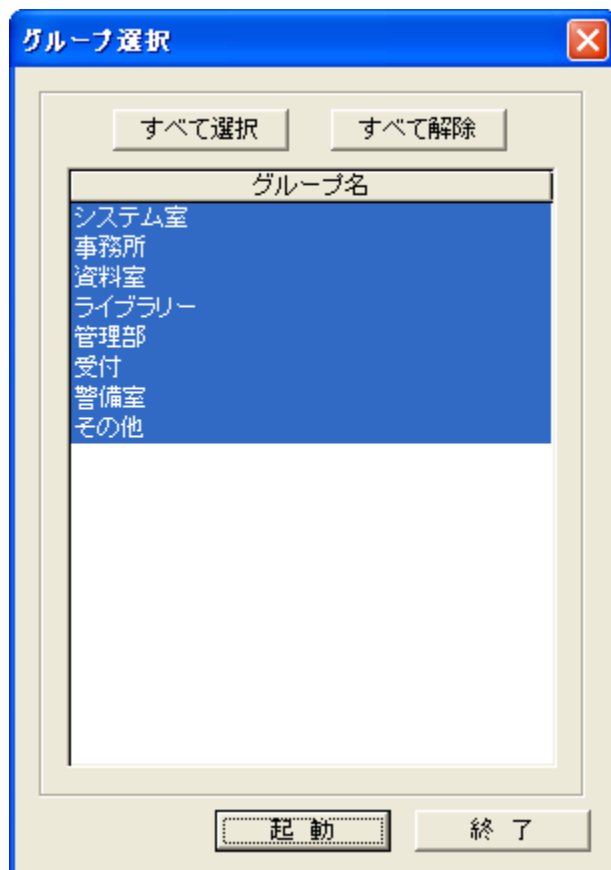 グループ選択
すべて選択 すべて解除
グループ名
システム室
事務所
資料室
ライブラリー
管理部
受付
警備室
その他
起 動 終 了